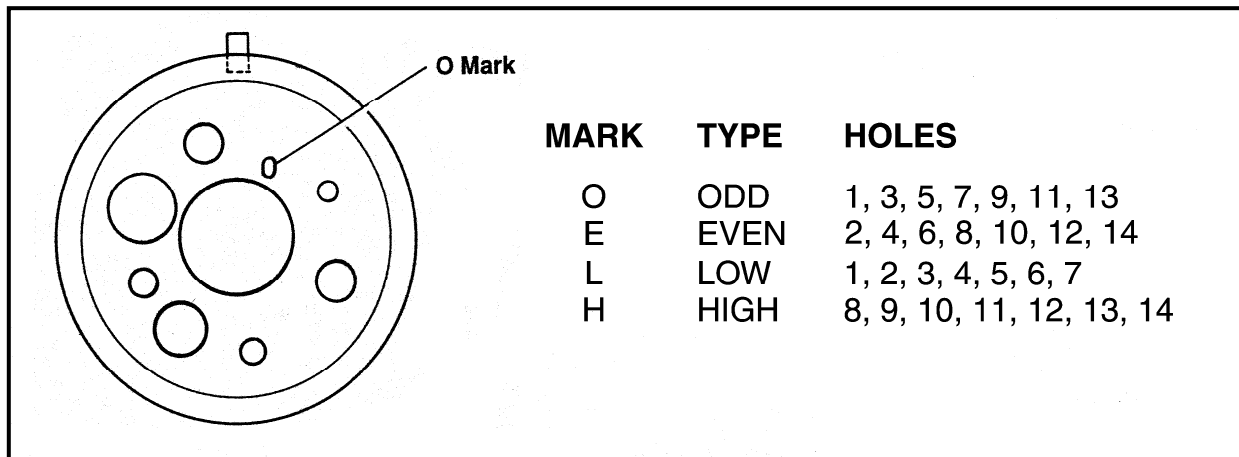 O Mark
MARK TYPE HOLES
O ODD 1, 3, 5, 7, 9, 11, 13
E EVEN 2, 4, 6, 8, 10, 12, 14
L LOW 1, 2, 3, 4, 5, 6, 7
H HIGH 8, 9, 10, 11, 12, 13, 14